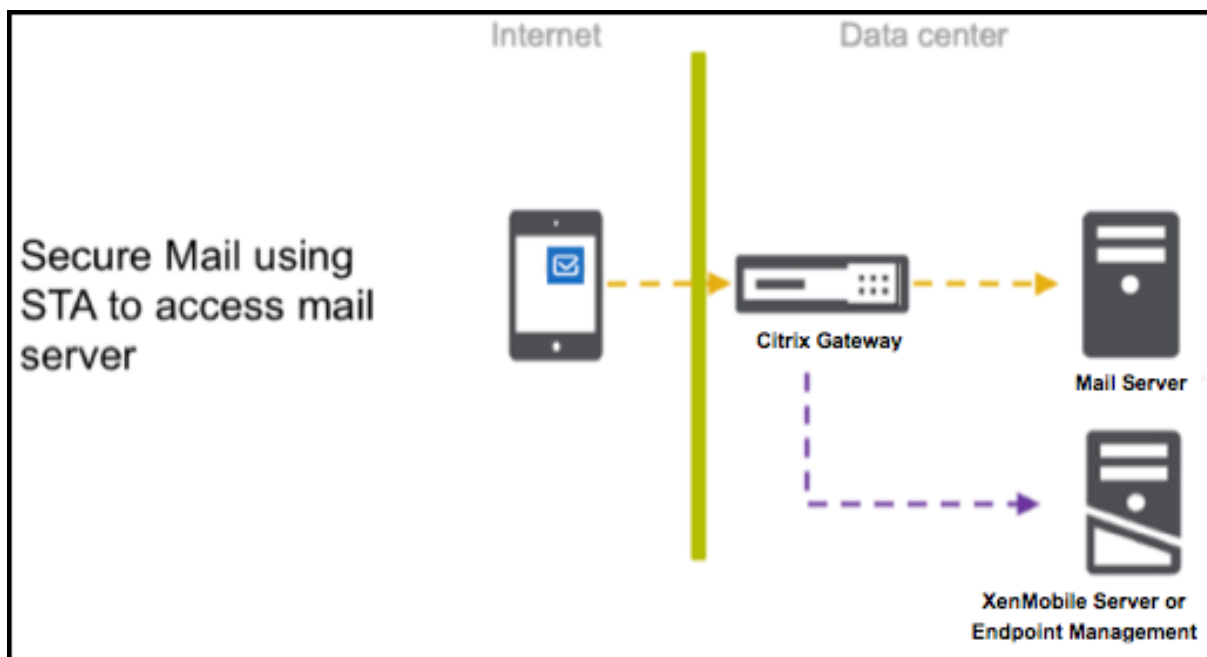 Internet
Data center
Secure Mail using
STA to access mail
server
Citrix Gateway
Mail Server
XenMobile Server or
Endpoint Management